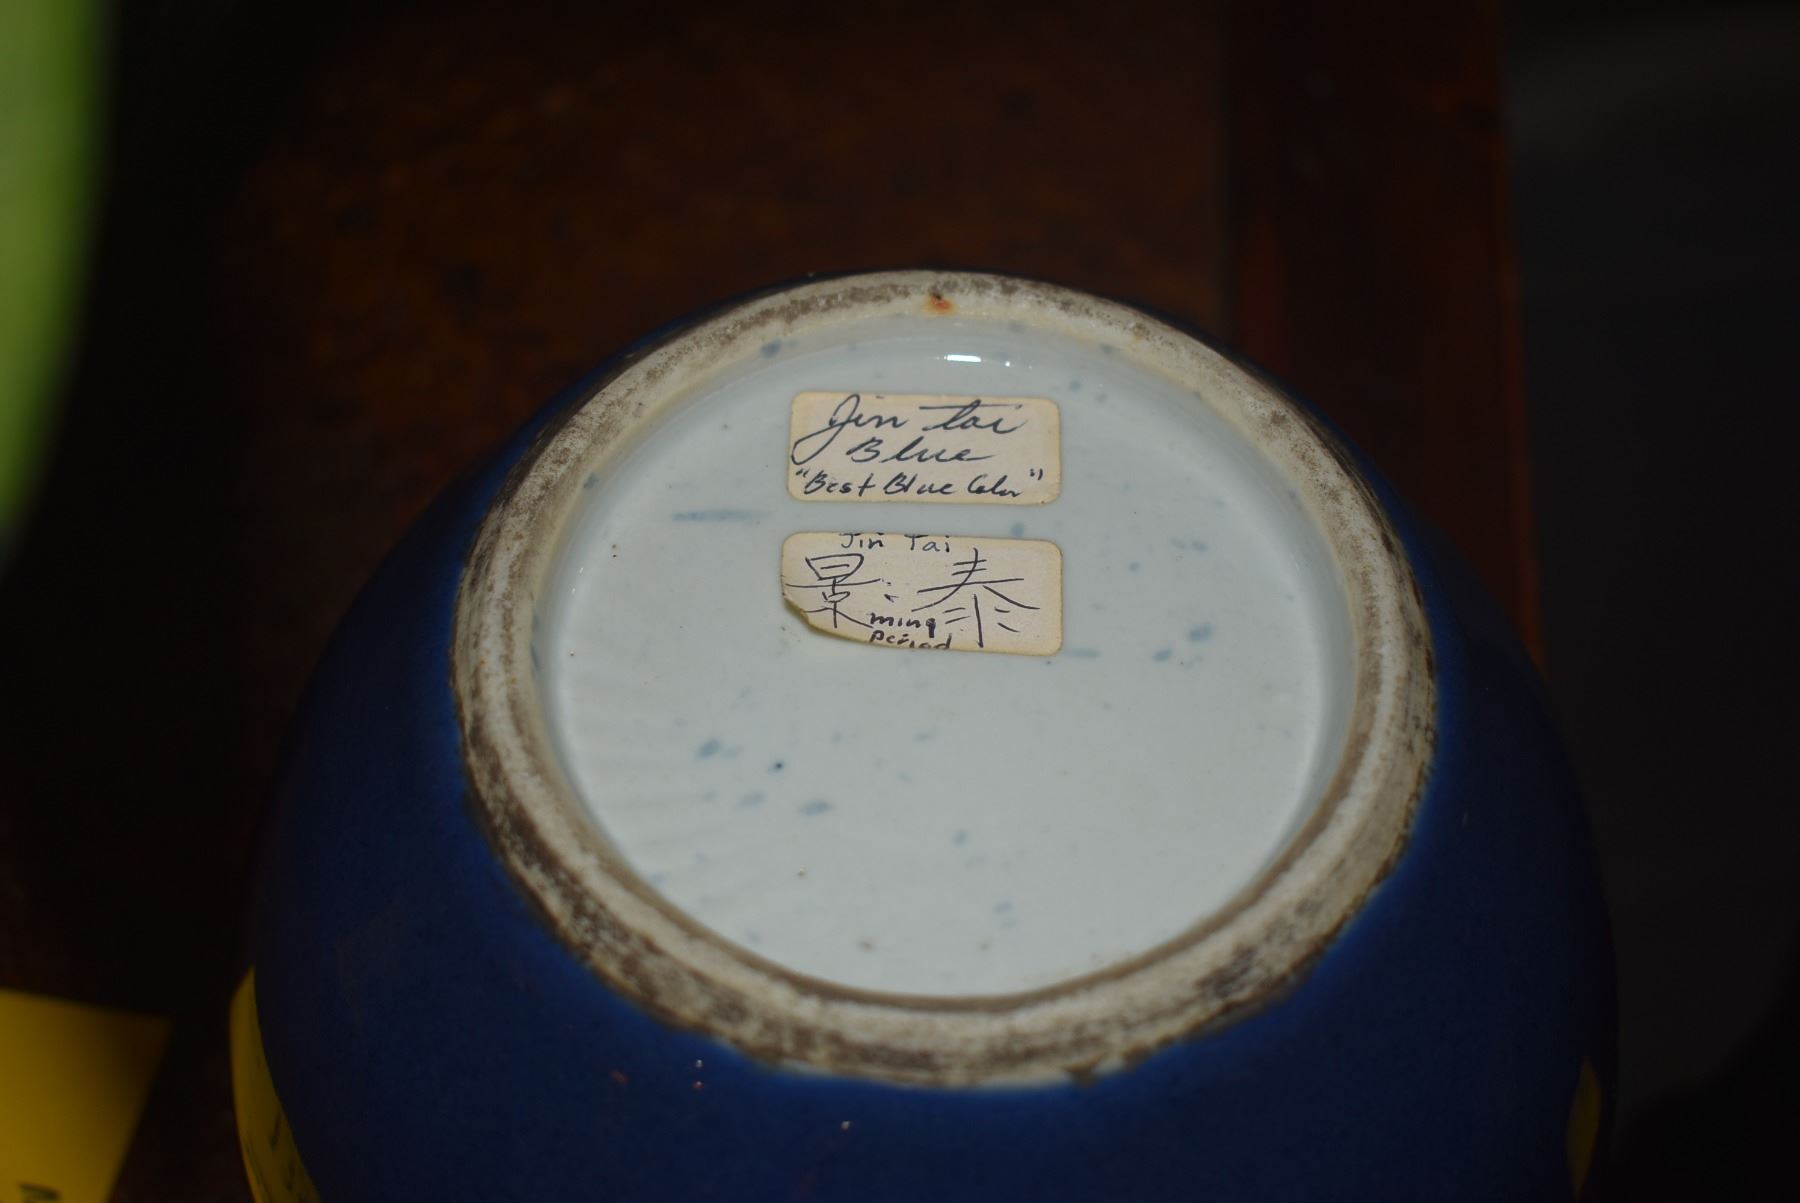 Jin tai
Blue
"Best Blue Color"
Jin Tai
景泰
ming
period